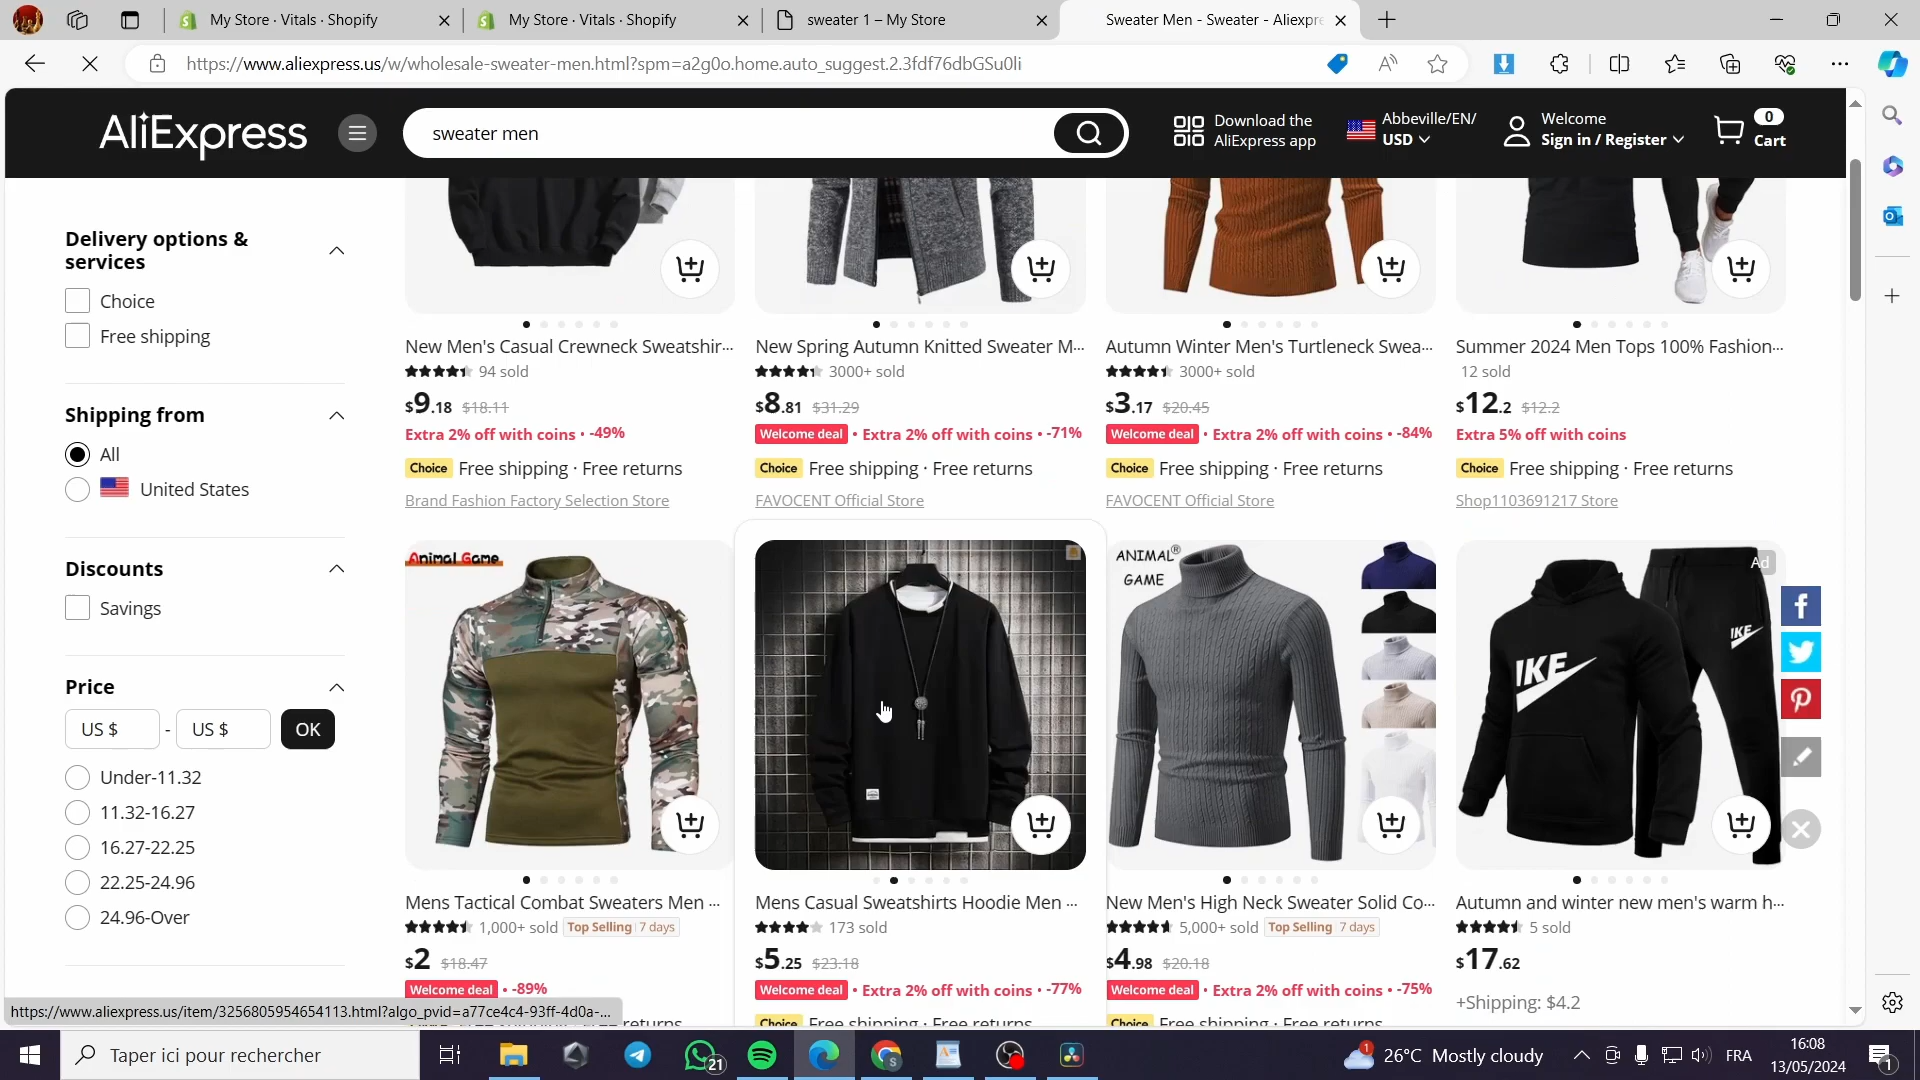 My Store · Vitals · Shopify
My Store · Vitals · Shopify
sweater 1 – My Store
Sweater Men - Sweater - Aliexpre
https://www.aliexpress.us/w/wholesale-sweater-men.html?spm=a2g0o.home.auto_suggest.2.3fdf76dbGSu0li
AliExpress
sweater men
Download the
AliExpress app
Abbeville/EN/
USD
Welcome
Sign in / Register
0
Cart
Delivery options &
services
Choice
Free shipping
Shipping from
All
United States
Discounts
Savings
Price
US $ - US $ OK
Under-11.32
11.32-16.27
16.27-22.25
22.25-24.96
24.96-Over
New Men's Casual Crewneck Sweatshir...
94 sold
$9.18 $18.11
Extra 2% off with coins · -49%
Choice Free shipping · Free returns
Brand Fashion Factory Selection Store
New Spring Autumn Knitted Sweater M...
3000+ sold
$8.81 $31.29
Welcome deal · Extra 2% off with coins · -71%
Choice Free shipping · Free returns
FAVOCENT Official Store
Autumn Winter Men's Turtleneck Swea...
3000+ sold
$3.17 $20.45
Welcome deal · Extra 2% off with coins · -84%
Choice Free shipping · Free returns
FAVOCENT Official Store
Summer 2024 Men Tops 100% Fashion...
12 sold
$12.2 $12.2
Extra 5% off with coins
Choice Free shipping · Free returns
Shop1103691217 Store
Animal Game
Mens Tactical Combat Sweaters Men ...
1,000+ sold Top Selling 7 days
$2 $18.47
Welcome deal · -89%
Mens Casual Sweatshirts Hoodie Men ...
173 sold
$5.25 $23.18
Welcome deal · Extra 2% off with coins · -77%
Choice Free shipping · Free returns
ANIMAL®
GAME
New Men's High Neck Sweater Solid Co...
5,000+ sold Top Selling 7 days
$4.98 $20.18
Welcome deal · Extra 2% off with coins · -75%
Choice Free shipping · Free returns
Ad
IKE
IKE
Autumn and winter new men's warm h...
5 sold
$17.62
+Shipping: $4.2
https://www.aliexpress.us/item/3256805954654113.html?algo_pvid=a77ce4c4-93ff-4d0a-...
Taper ici pour rechercher
21
1
26°C Mostly cloudy
FRA
16:08
13/05/2024
1